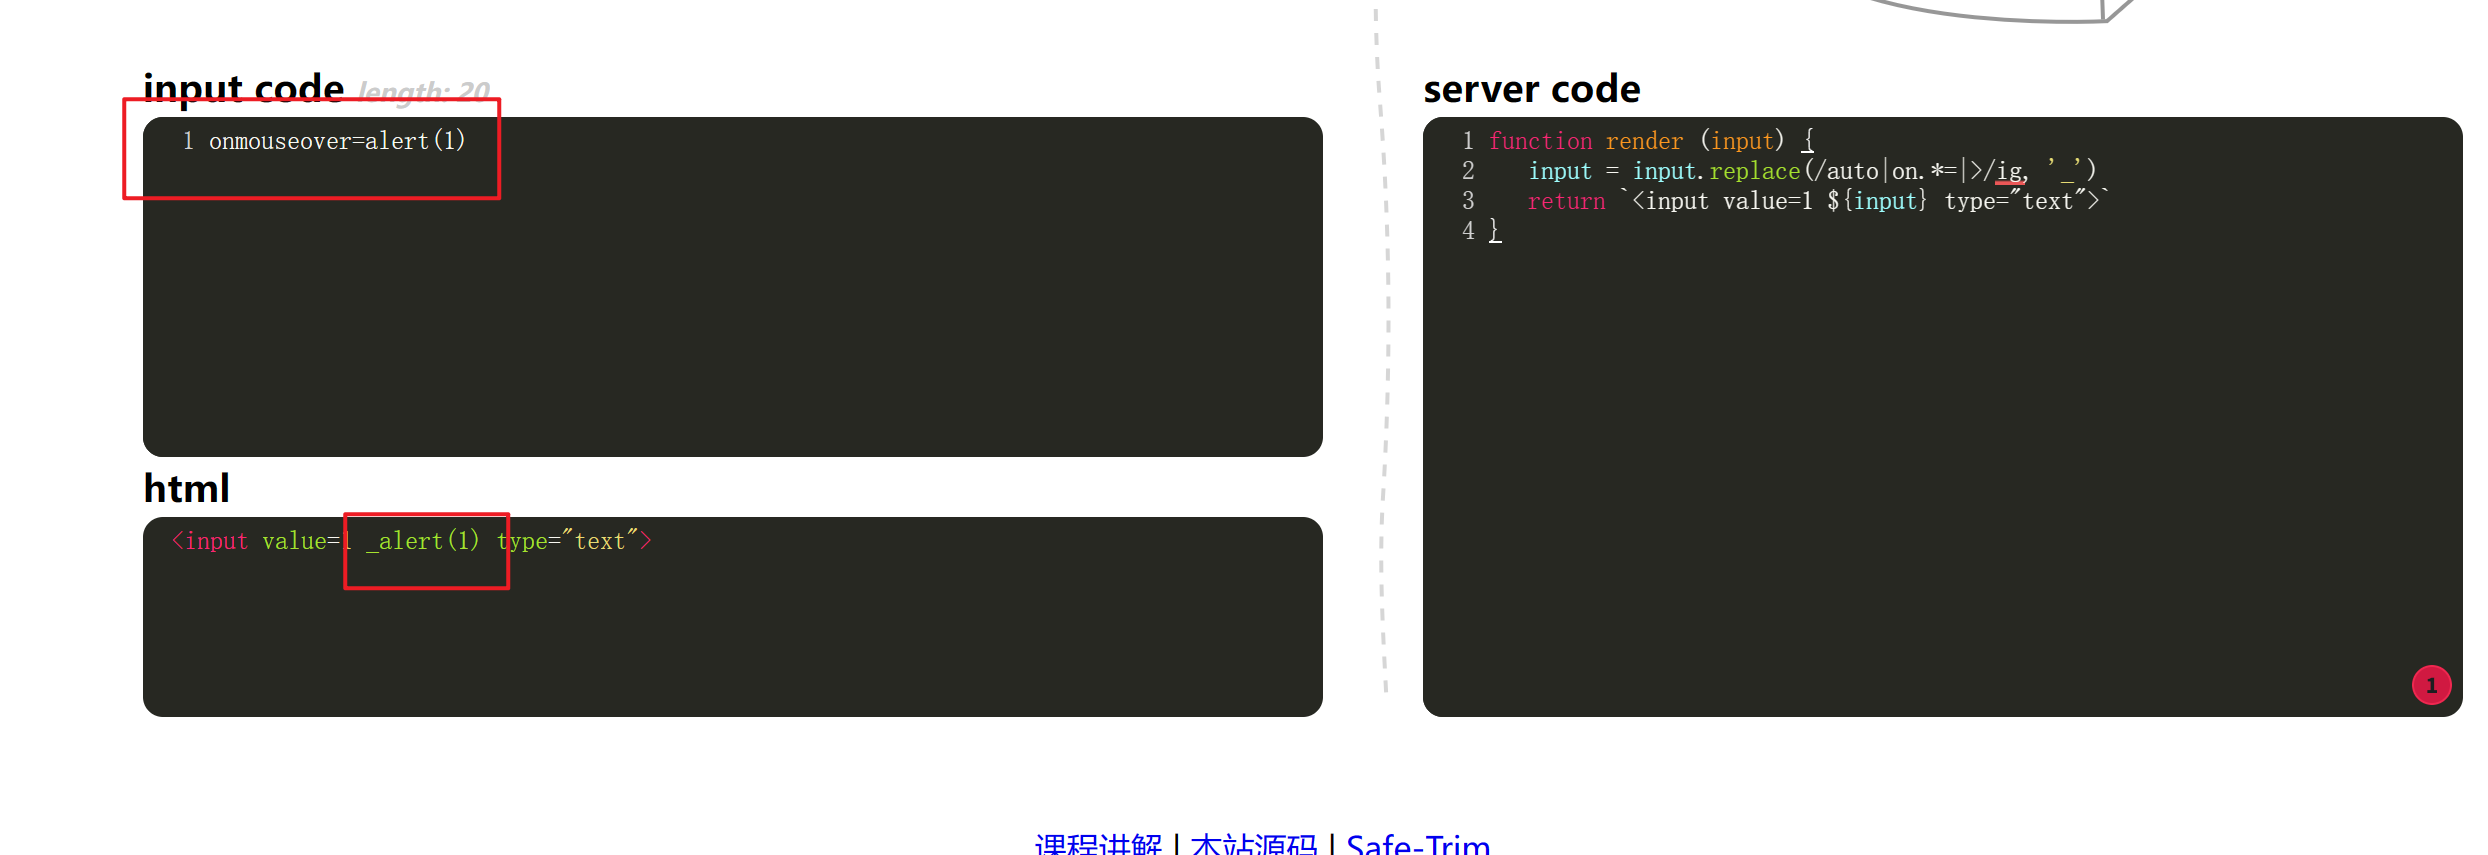 input code length: 20
1 onmouseover=alert(1)
html
<input value=1 _alert(1) type="text">
server code
1 function render (input) {
2 input = input.replace(/auto|on.*=|>/ig, '_')
3 return `<input value=1 ${input} type="text">`
4 }
1
课程讲解 | 本站源码 | Safe-Trim